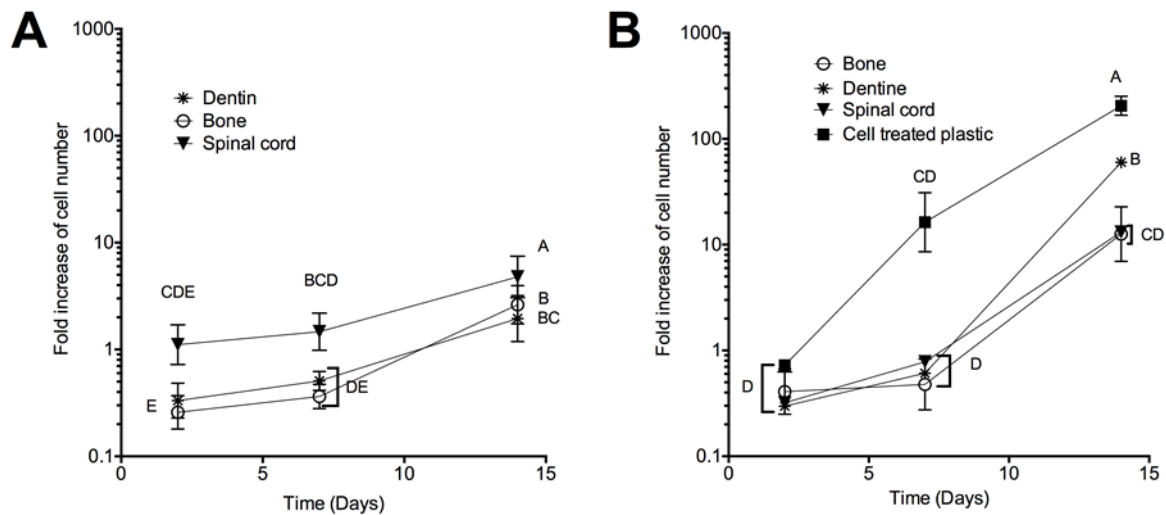 A
1000
100
10
1
0.1
Fold increase of cell number
Dentin
Bone
Spinal cord
CDE
BCD
A
B
BC
E
DE
0
5
10
15
Time (Days)
B
1000
100
10
1
0.1
Fold increase of cell number
Bone
Dentine
Spinal cord
Cell treated plastic
A
CD
B
CD
D
D
0
5
10
15
Time (Days)